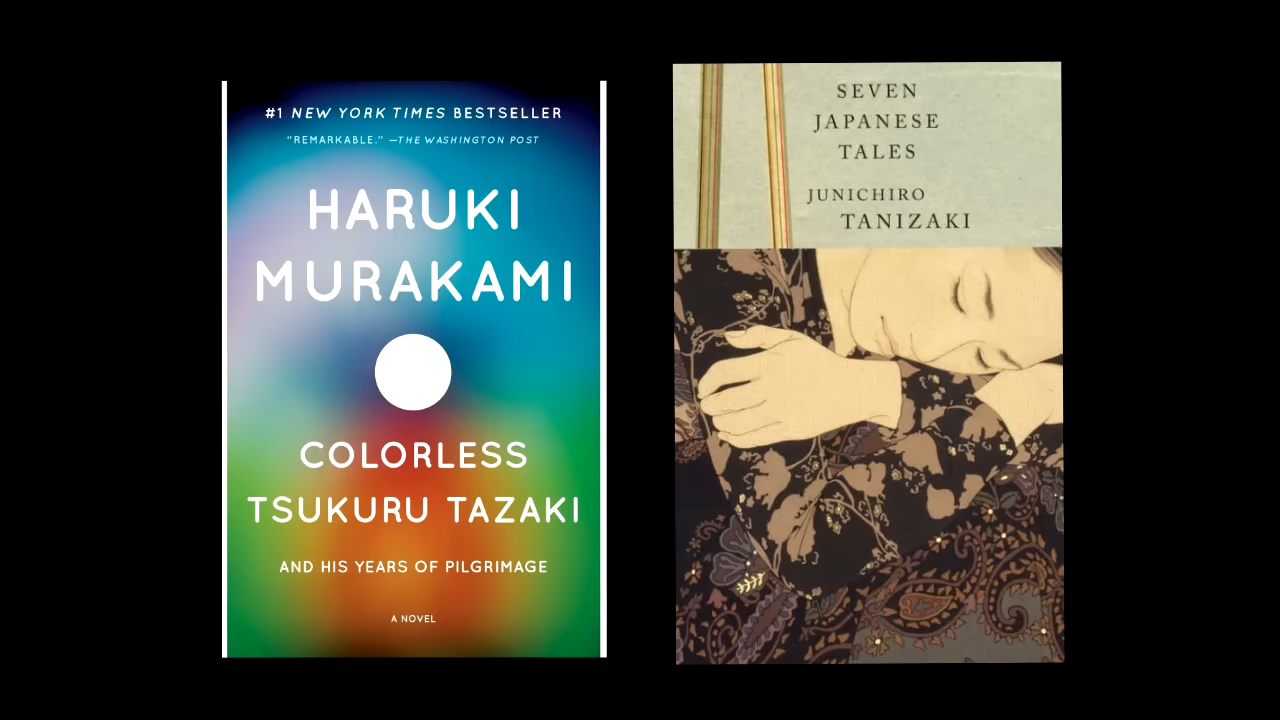 #1 NEW YORK TIMES BESTSELLER
“REMARKABLE.” —THE WASHINGTON POST
HARUKI
MURAKAMI
COLORLESS
TSUKURU TAZAKI
AND HIS YEARS OF PILGRIMAGE
A NOVEL
SEVEN
JAPANESE
TALES
JUNICHIRO
TANIZAKI